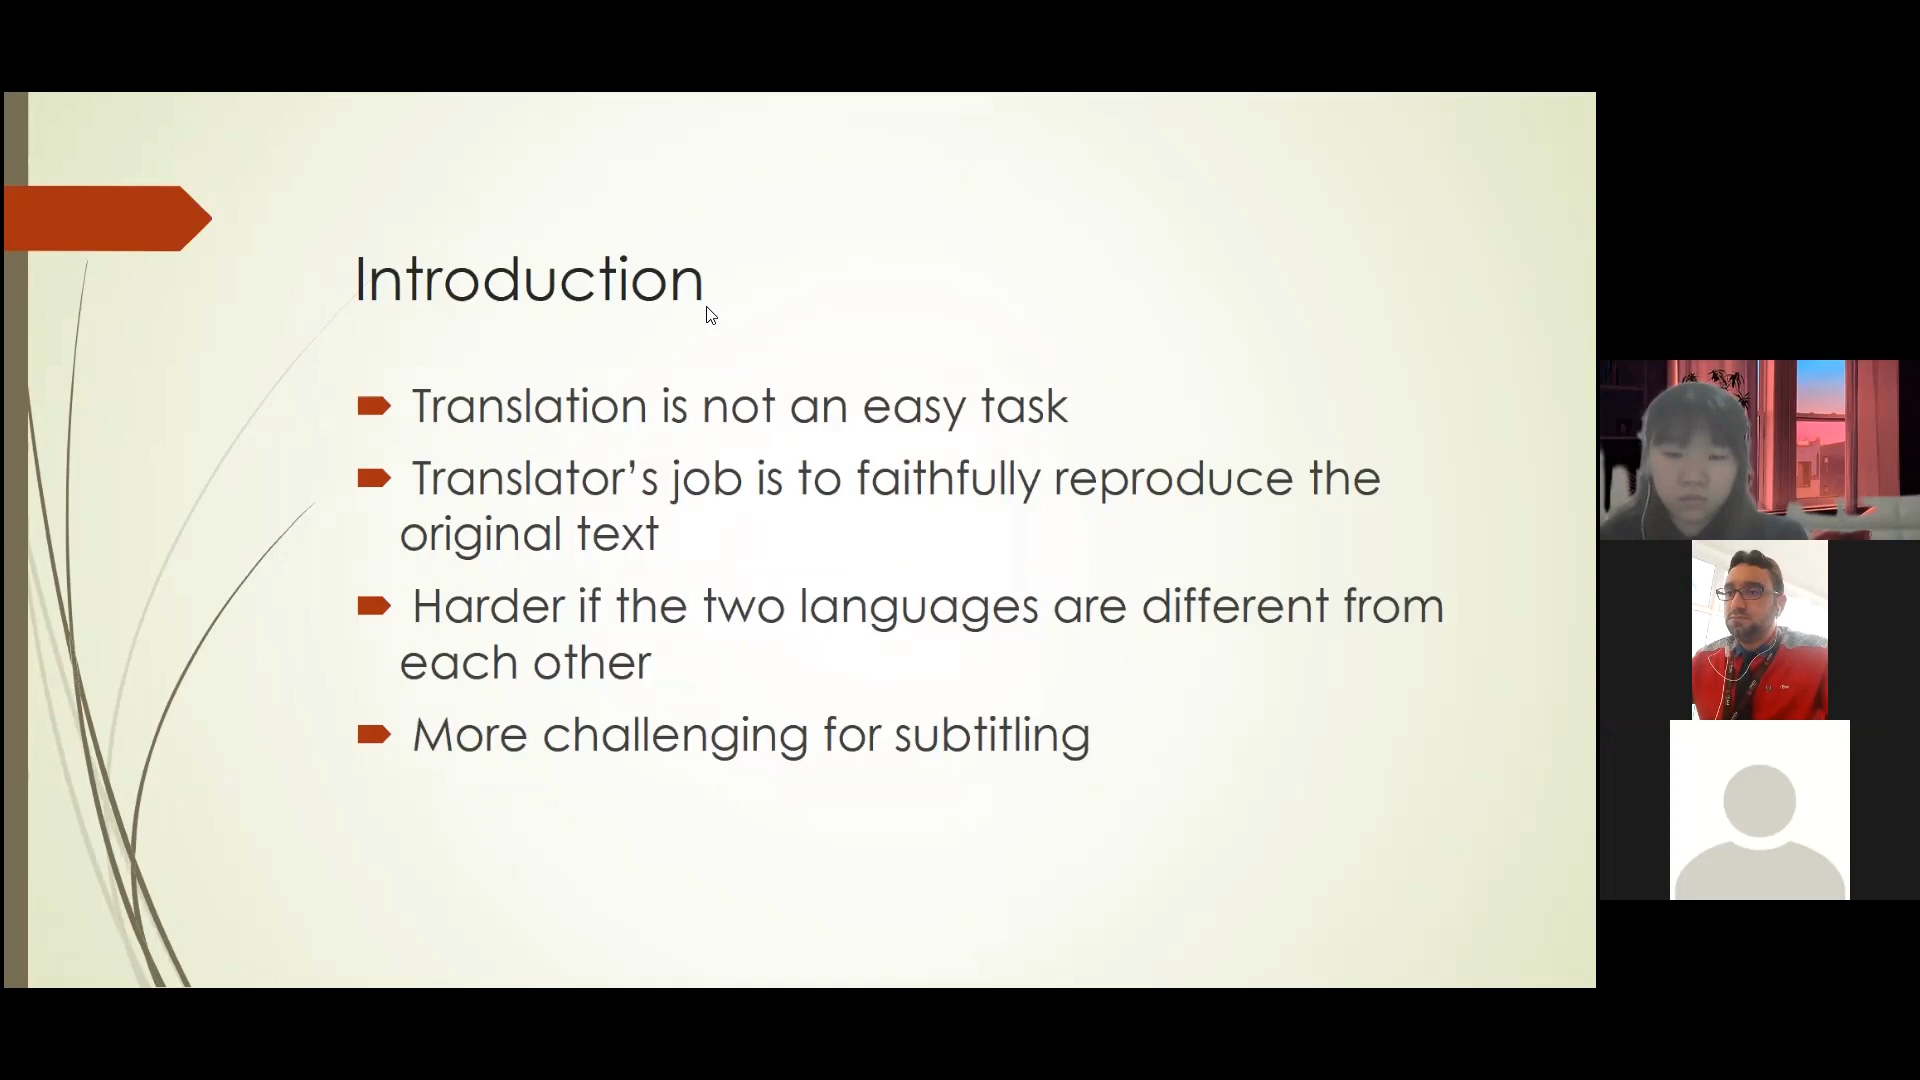 Introduction
Translation is not an easy task
Translator’s job is to faithfully reproduce the
original text
Harder if the two languages are different from
each other
More challenging for subtitling